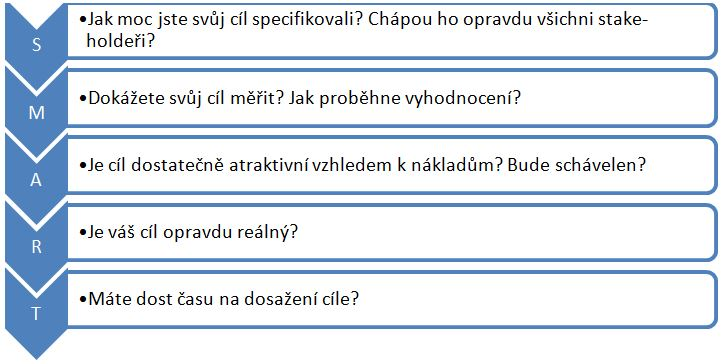 S
•Jak moc jste svůj cíl specifikovali? Chápou ho opravdu všichni stake-
holdeři?
M
•Dokážete svůj cíl měřit? Jak proběhne vyhodnocení?
A
•Je cíl dostatečně atraktivní vzhledem k nákladům? Bude schávelen?
R
•Je váš cíl opravdu reálný?
T
•Máte dost času na dosažení cíle?